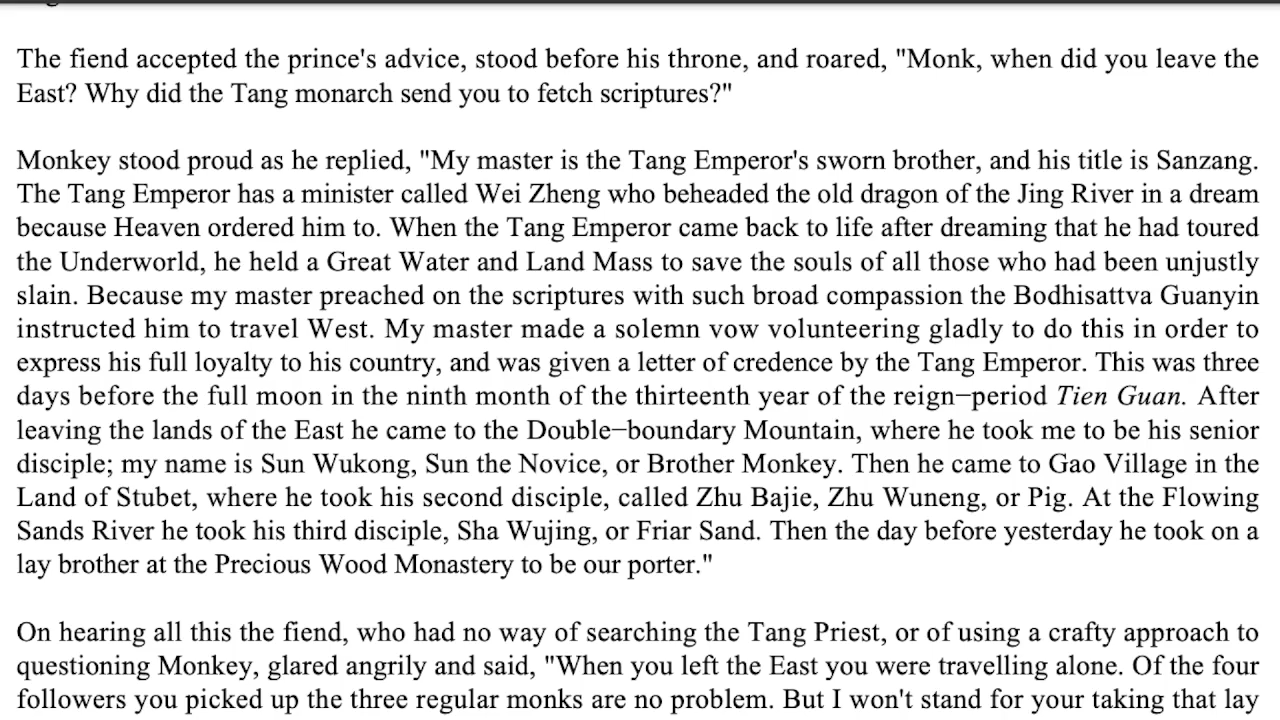 The fiend accepted the prince's advice, stood before his throne, and roared, "Monk, when did you leave the
East? Why did the Tang monarch send you to fetch scriptures?"
Monkey stood proud as he replied, "My master is the Tang Emperor's sworn brother, and his title is Sanzang.
The Tang Emperor has a minister called Wei Zheng who beheaded the old dragon of the Jing River in a dream
because Heaven ordered him to. When the Tang Emperor came back to life after dreaming that he had toured
the Underworld, he held a Great Water and Land Mass to save the souls of all those who had been unjustly
slain. Because my master preached on the scriptures with such broad compassion the Bodhisattva Guanyin
instructed him to travel West. My master made a solemn vow volunteering gladly to do this in order to
express his full loyalty to his country, and was given a letter of credence by the Tang Emperor. This was three
days before the full moon in the ninth month of the thirteenth year of the reign−period Tien Guan. After
leaving the lands of the East he came to the Double−boundary Mountain, where he took me to be his senior
disciple; my name is Sun Wukong, Sun the Novice, or Brother Monkey. Then he came to Gao Village in the
Land of Stubet, where he took his second disciple, called Zhu Bajie, Zhu Wuneng, or Pig. At the Flowing
Sands River he took his third disciple, Sha Wujing, or Friar Sand. Then the day before yesterday he took on a
lay brother at the Precious Wood Monastery to be our porter."
On hearing all this the fiend, who had no way of searching the Tang Priest, or of using a crafty approach to
questioning Monkey, glared angrily and said, "When you left the East you were travelling alone. Of the four
followers you picked up the three regular monks are no problem. But I won't stand for your taking that lay